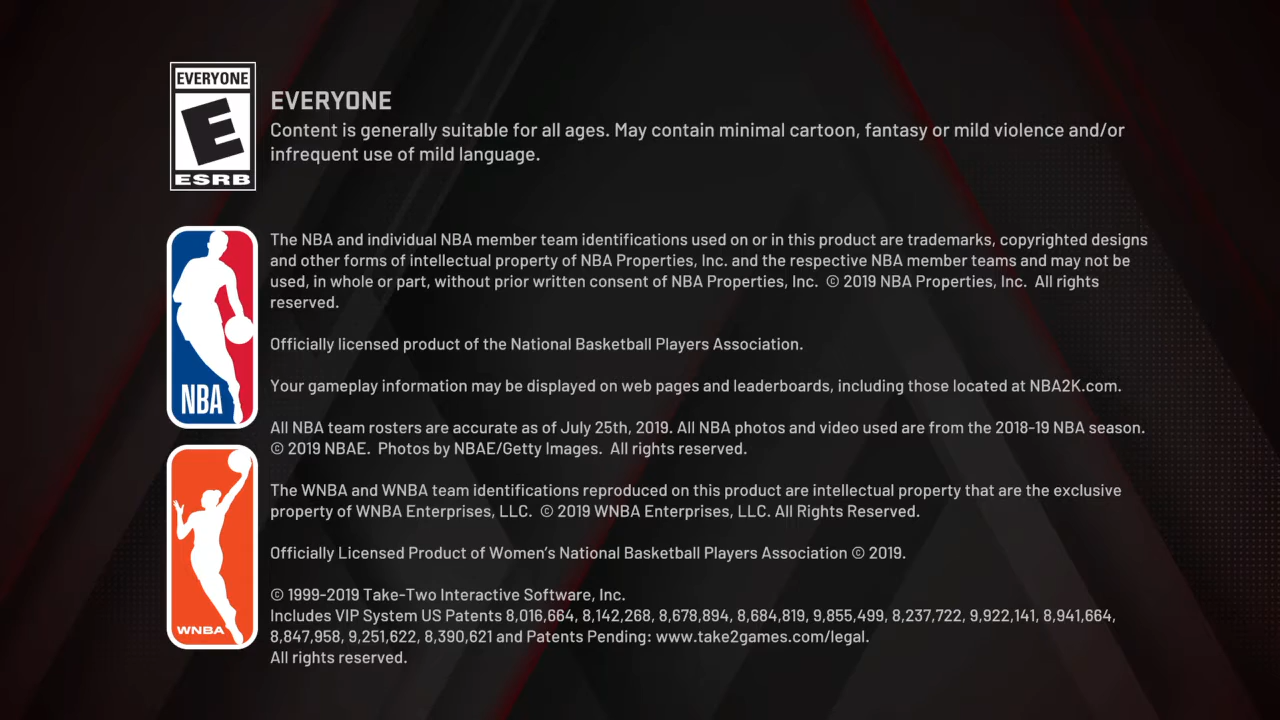 EVERYONE
E
ESRB
EVERYONE
Content is generally suitable for all ages. May contain minimal cartoon, fantasy or mild violence and/or
infrequent use of mild language.
NBA
The NBA and individual NBA member team identifications used on or in this product are trademarks, copyrighted designs
and other forms of intellectual property of NBA Properties, Inc. and the respective NBA member teams and may not be
used, in whole or part, without prior written consent of NBA Properties, Inc. © 2019 NBA Properties, Inc. All rights
reserved.
Officially licensed product of the National Basketball Players Association.
Your gameplay information may be displayed on web pages and leaderboards, including those located at NBA2K.com.
All NBA team rosters are accurate as of July 25th, 2019. All NBA photos and video used are from the 2018-19 NBA season.
© 2019 NBAE. Photos by NBAE/Getty Images. All rights reserved.
WNBA
The WNBA and WNBA team identifications reproduced on this product are intellectual property that are the exclusive
property of WNBA Enterprises, LLC. © 2019 WNBA Enterprises, LLC. All Rights Reserved.
Officially Licensed Product of Women's National Basketball Players Association © 2019.
© 1999-2019 Take-Two Interactive Software, Inc.
Includes VIP System US Patents 8,016,664, 8,142,268, 8,678,894, 8,684,819, 9,855,499, 8,237,722, 9,922,141, 8,941,664,
8,847,958, 9,251,622, 8,390,621 and Patents Pending: www.take2games.com/legal.
All rights reserved.